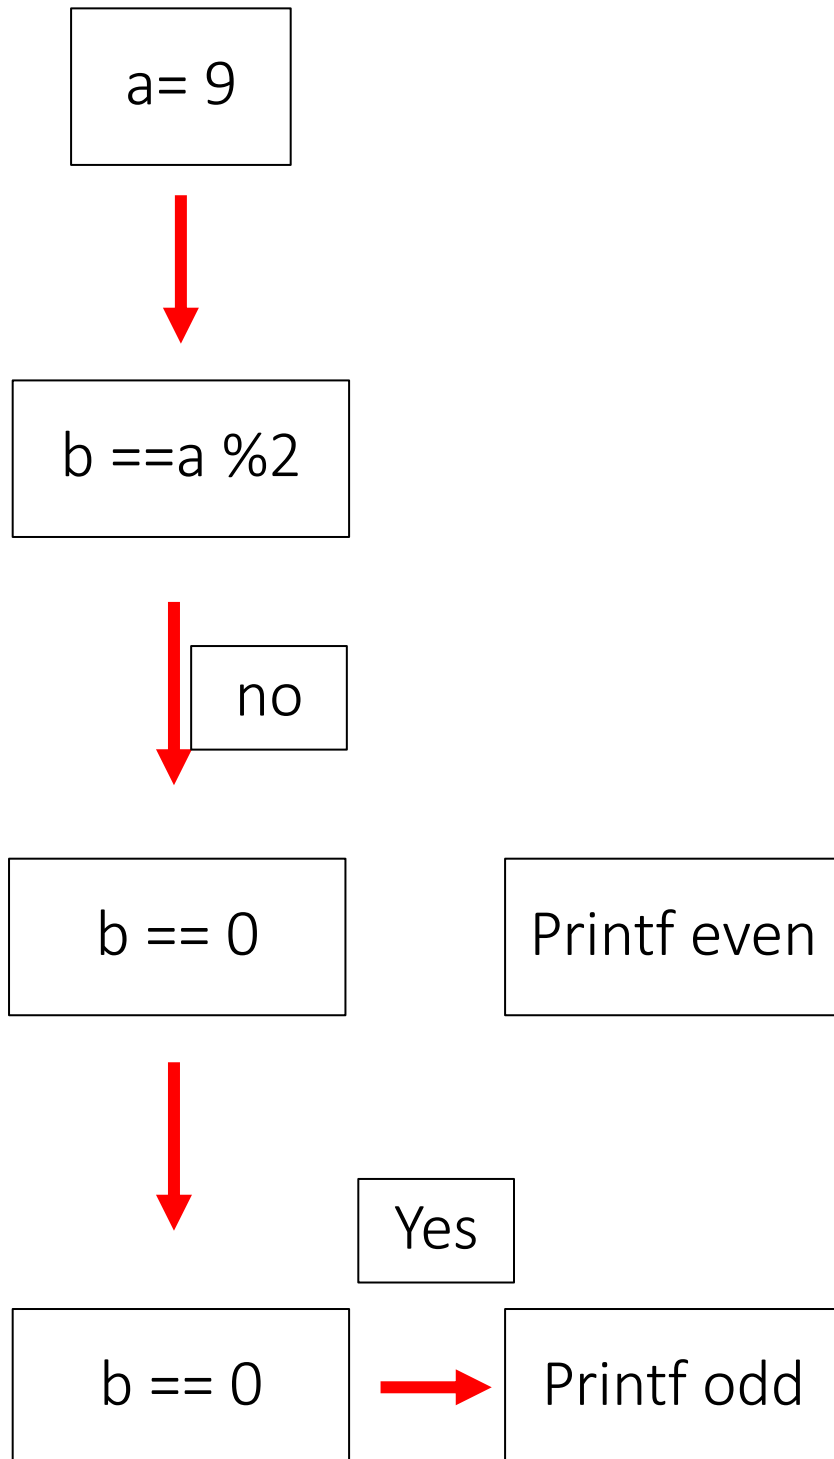 a= 9
b ==a %2
no
b == 0
Printf even
Yes
b == 0
Printf odd